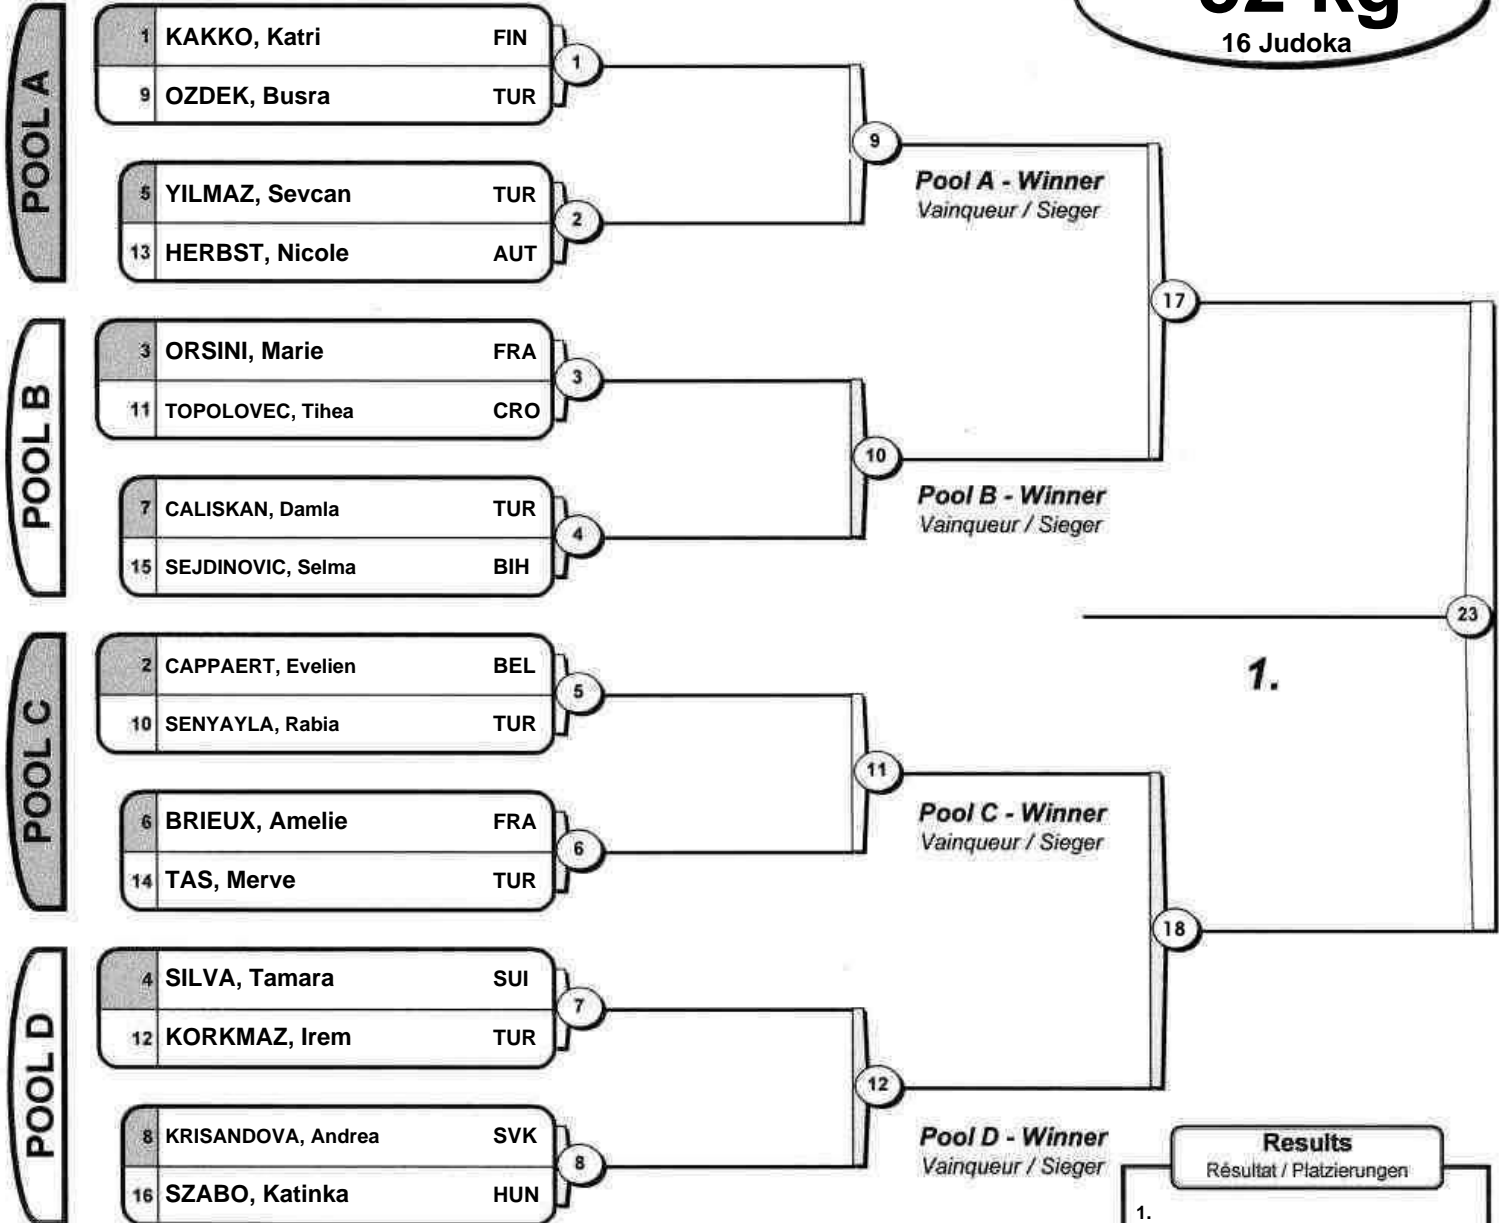 kg
16 Judoka
POOL A
1 KAKKO, Katri FIN
9 OZDEK, Busra TUR
1
5 YILMAZ, Sevcan TUR
13 HERBST, Nicole AUT
2
9
Pool A - Winner
Vainqueur / Sieger
17
POOL B
3 ORSINI, Marie FRA
11 TOPOLOVEC, Tihea CRO
3
7 CALISKAN, Damla TUR
15 SEJDINOVIC, Selma BIH
4
10
Pool B - Winner
Vainqueur / Sieger
23
1.
POOL C
2 CAPPAERT, Evelien BEL
10 SENYAYLA, Rabia TUR
5
6 BRIEUX, Amelie FRA
14 TAS, Merve TUR
6
11
Pool C - Winner
Vainqueur / Sieger
18
POOL D
4 SILVA, Tamara SUI
12 KORKMAZ, Irem TUR
7
8 KRISANDOVA, Andrea SVK
16 SZABO, Katinka HUN
8
12
Pool D - Winner
Vainqueur / Sieger
Results
Résultat / Platzierungen
1.